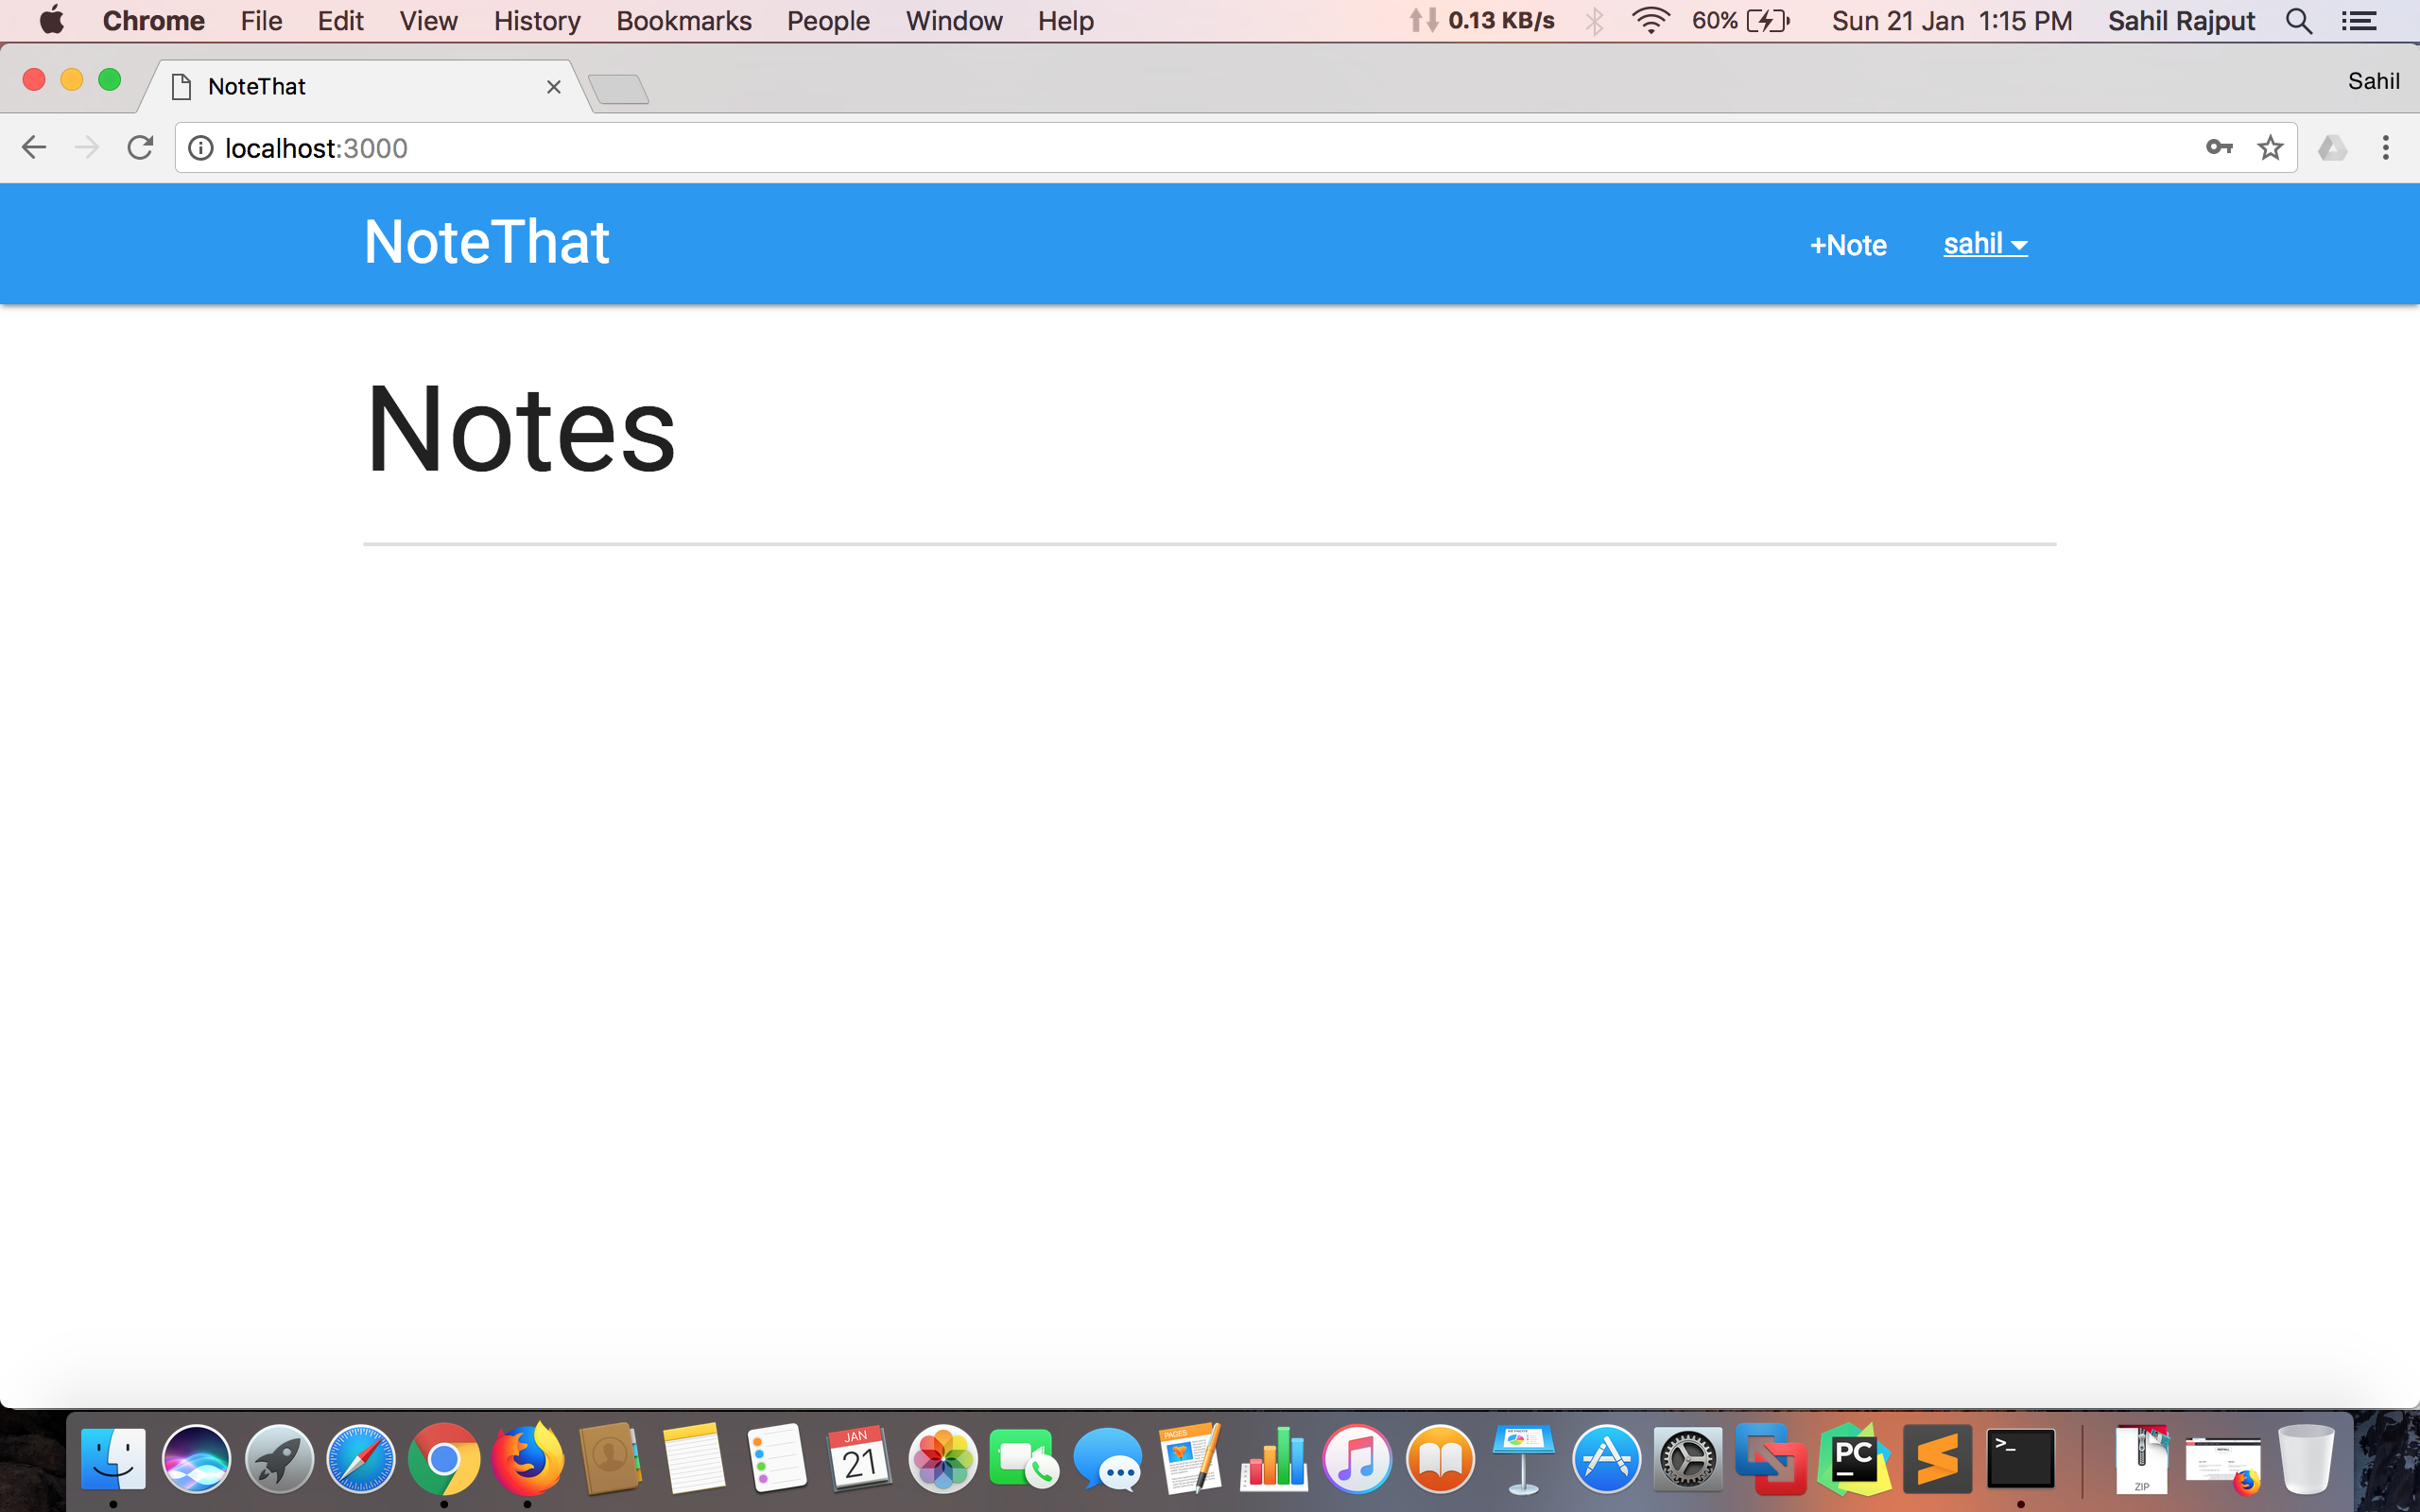 Chrome File Edit View History Bookmarks People Window Help 0.13 KB/s 60% Sun 21 Jan 1:15 PM Sahil Rajput
NoteThat Sahil
localhost:3000
NoteThat +Note sahil
Notes
JAN
21
PAGES
PC
>_
ZIP